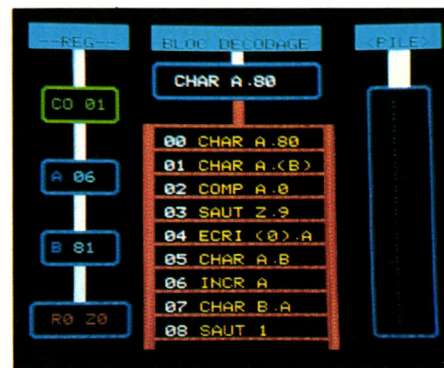 --REG--
BLOC DECODAGE
<PILE>
CHAR A.80
CO 01
A 06
B 81
R0 Z0
00 CHAR A.80
01 CHAR A.(B)
02 COMP A.0
03 SAUT Z.9
04 ECRI (0).A
05 CHAR A.B
06 INCR A
07 CHAR B.A
08 SAUT 1